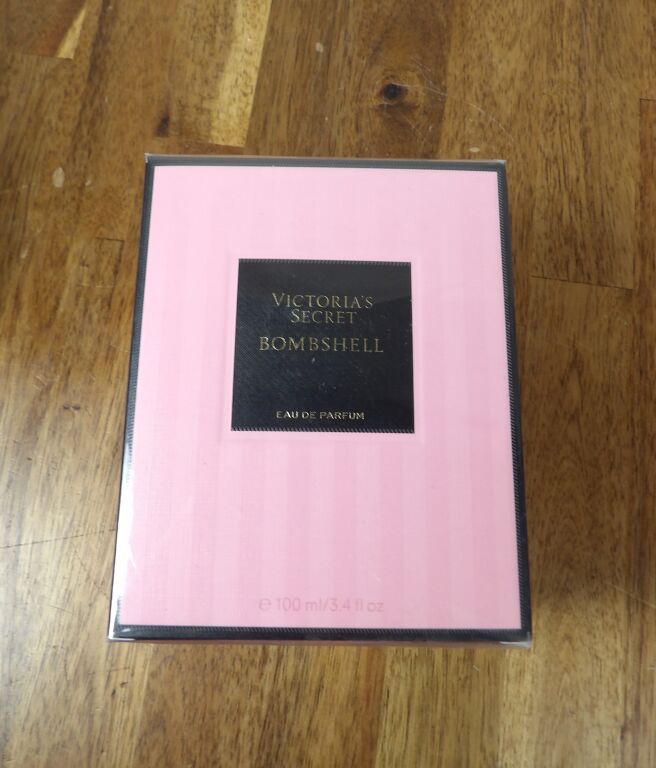 VICTORIA'S
SECRET
BOMBSHELL
EAU DE PARFUM
℮ 100 ml/3.4 fl oz